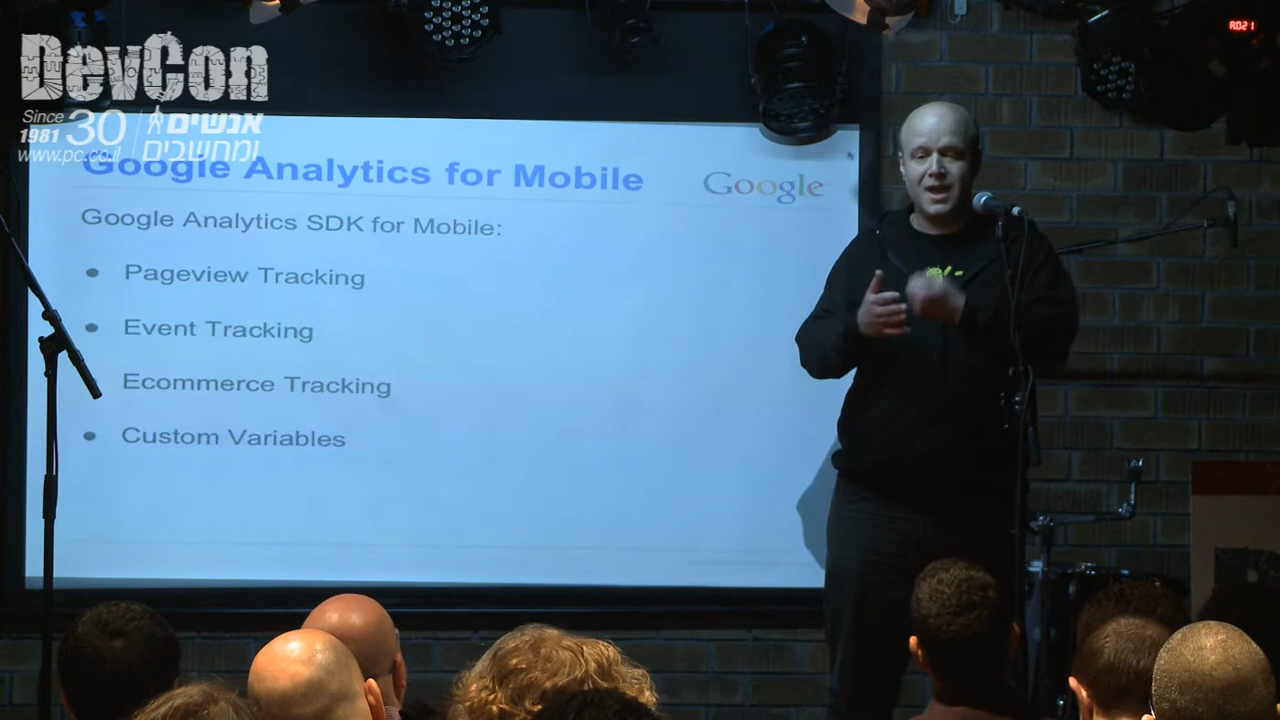 DevCon
Since 1981 30 אנשים ומחשבים
www.pc.co.il
Google Analytics for Mobile
Google
Google Analytics SDK for Mobile:
● Pageview Tracking
● Event Tracking
Ecommerce Tracking
● Custom Variables
R021